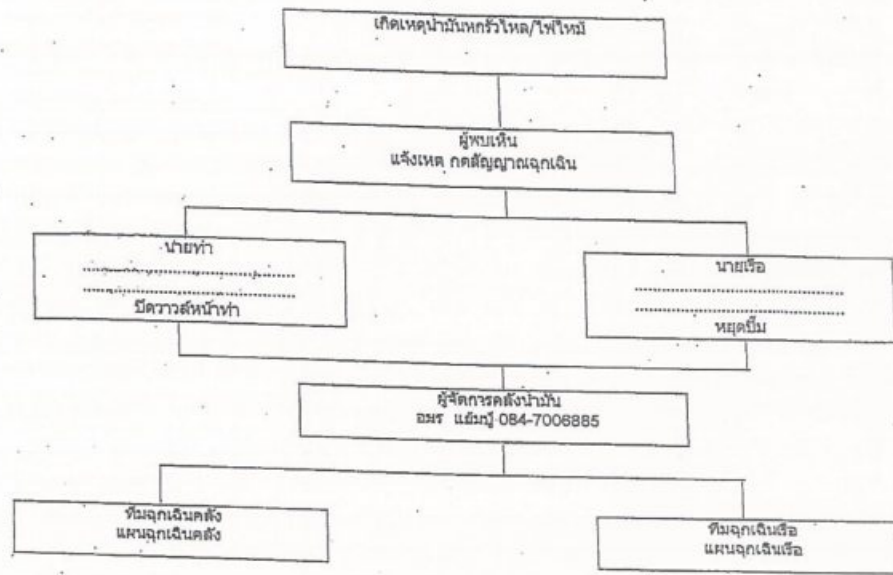 เกิดเหตุน้ำมันหกรั่วไหล/ไฟไหม้
ผู้พบเห็น
แจ้งเหตุ กดสัญญาณฉุกเฉิน
นายท่า
................................................
................................................
ปิดวาวล์หน้าท่า
นายเรือ
................................................
................................................
หยุดปั๊ม
ผู้จัดการคลังน้ำมัน
อมร 084-7006885
ทีมฉุกเฉินคลัง
แผนฉุกเฉินคลัง
ทีมฉุกเฉินเรือ
แผนฉุกเฉินเรือ